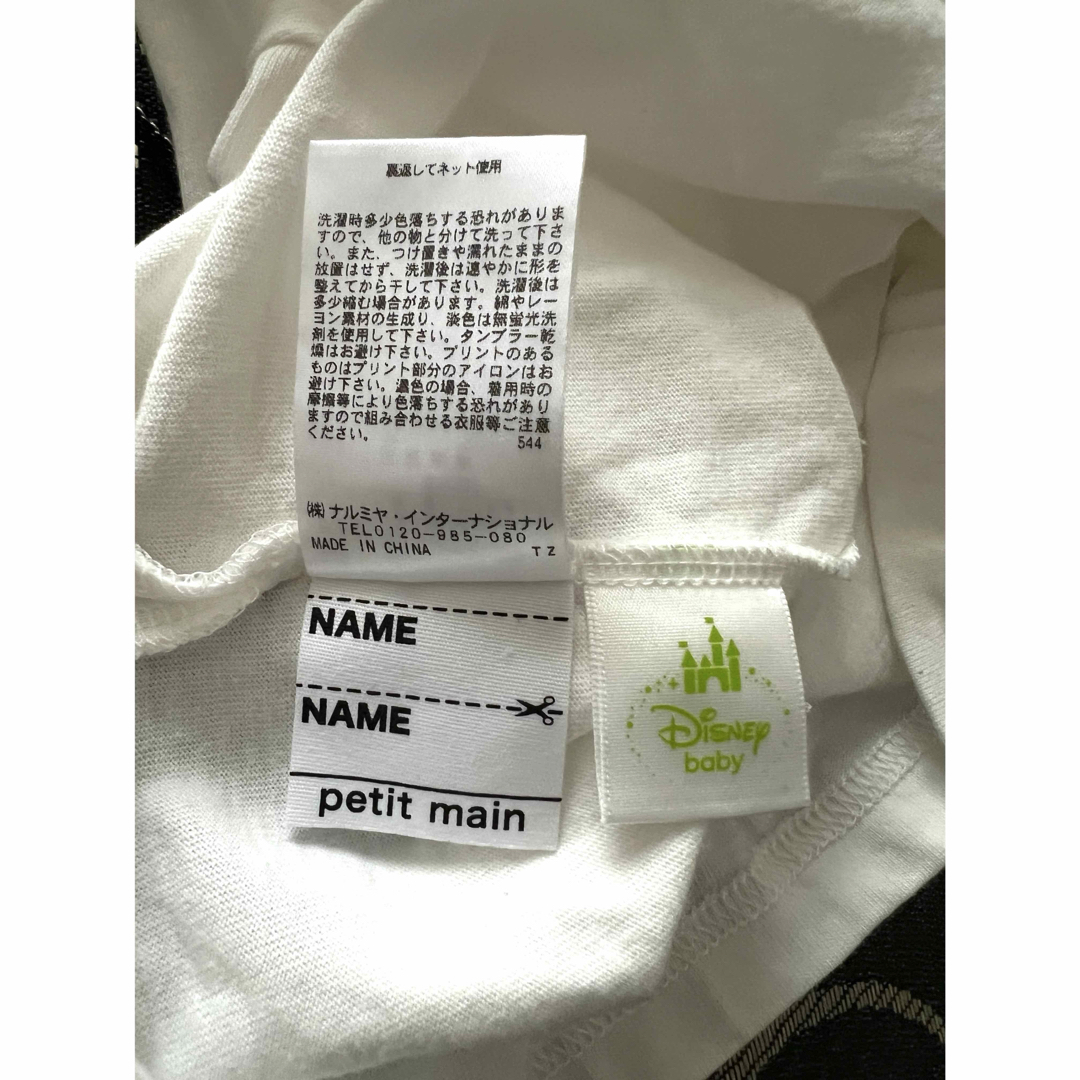 裏返してネット使用
洗濯時多少色落ちする恐れがありま
すので、他の物と分けて洗って下さ
い。また、つけ置きや濡れたままの
放置はせず、洗濯後は速やかに形を
整えてから干して下さい。洗濯後は
多少縮む場合があります。綿やレー
ヨン素材の生成り、淡色は無蛍光洗
剤を使用して下さい。タンブラー乾
燥はお避け下さい。プリントのある
ものはプリント部分のアイロンはお
避け下さい。濃色の場合、着用時の
摩擦等により色落ちする恐れがあり
ますので組み合わせる衣服等ご注意
ください。
544
(株)ナルミヤ・インターナショナル
TEL0120-985-080
MADE IN CHINA TZ
NAME
NAME
petit main
Disney
baby